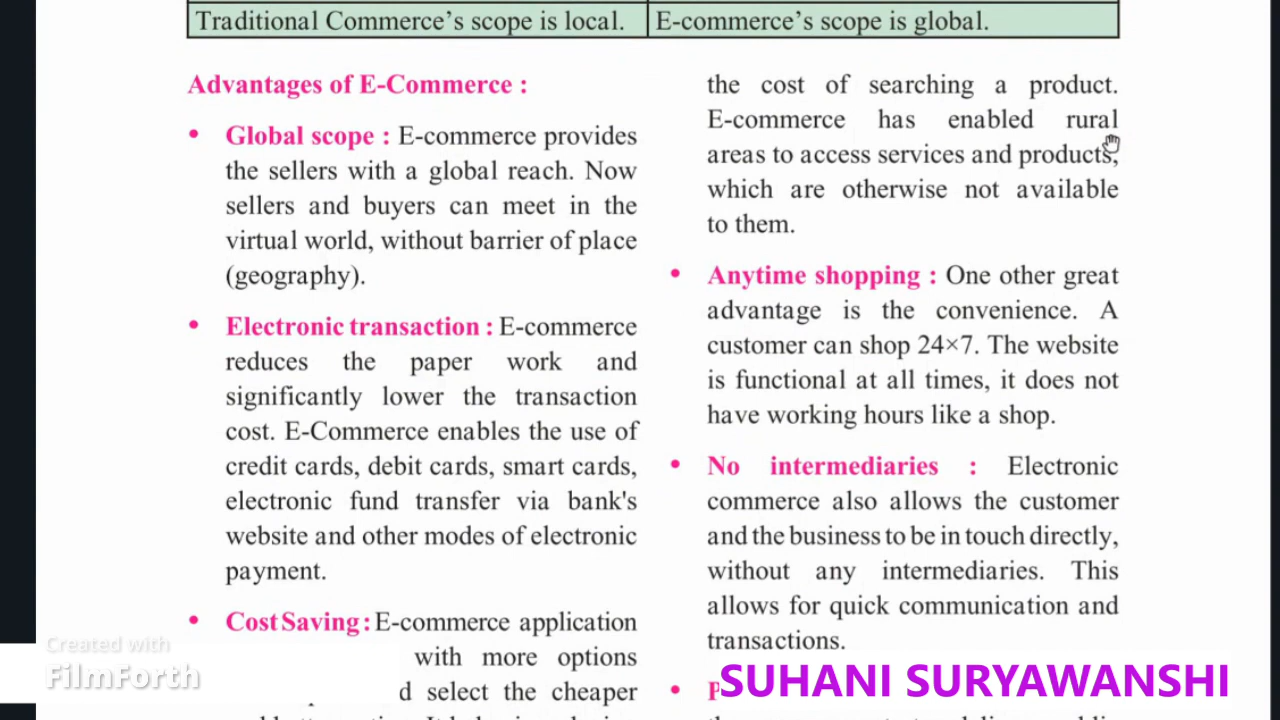 Traditional Commerce’s scope is local.
E-commerce’s scope is global.
Advantages of E-Commerce :
• Global scope : E-commerce provides
the sellers with a global reach. Now
sellers and buyers can meet in the
virtual world, without barrier of place
(geography).
• Electronic transaction : E-commerce
reduces the paper work and
significantly lower the transaction
cost. E-Commerce enables the use of
credit cards, debit cards, smart cards,
electronic fund transfer via bank's
website and other modes of electronic
payment.
• Cost Saving : E-commerce application
with more options
select the cheaper
the cost of searching a product.
E-commerce has enabled rural
areas to access services and products,
which are otherwise not available
to them.
• Anytime shopping : One other great
advantage is the convenience. A
customer can shop 24×7. The website
is functional at all times, it does not
have working hours like a shop.
• No intermediaries : Electronic
commerce also allows the customer
and the business to be in touch directly,
without any intermediaries. This
allows for quick communication and
transactions.
Created with
FilmForth
SUHANI SURYAWANSHI